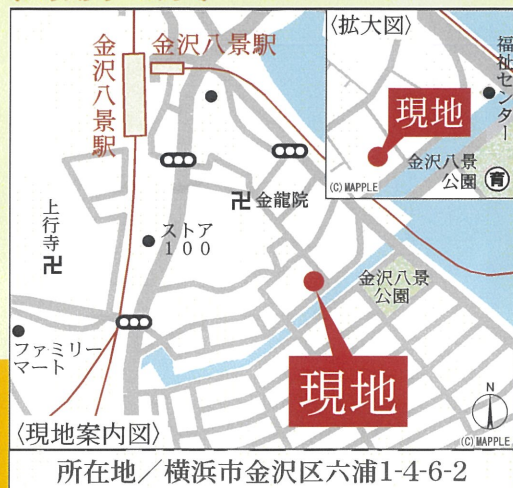 金沢八景駅
金沢八景駅
〈拡大図〉
福祉センター
現地
金沢八景
公園
育
(C) MAPPLE
卍 金龍院
上行寺
卍
ストア
100
金沢八景
公園
ファミリー
マート
現地
N
(C) MAPPLE
〈現地案内図〉
所在地／横浜市金沢区六浦1-4-6-2